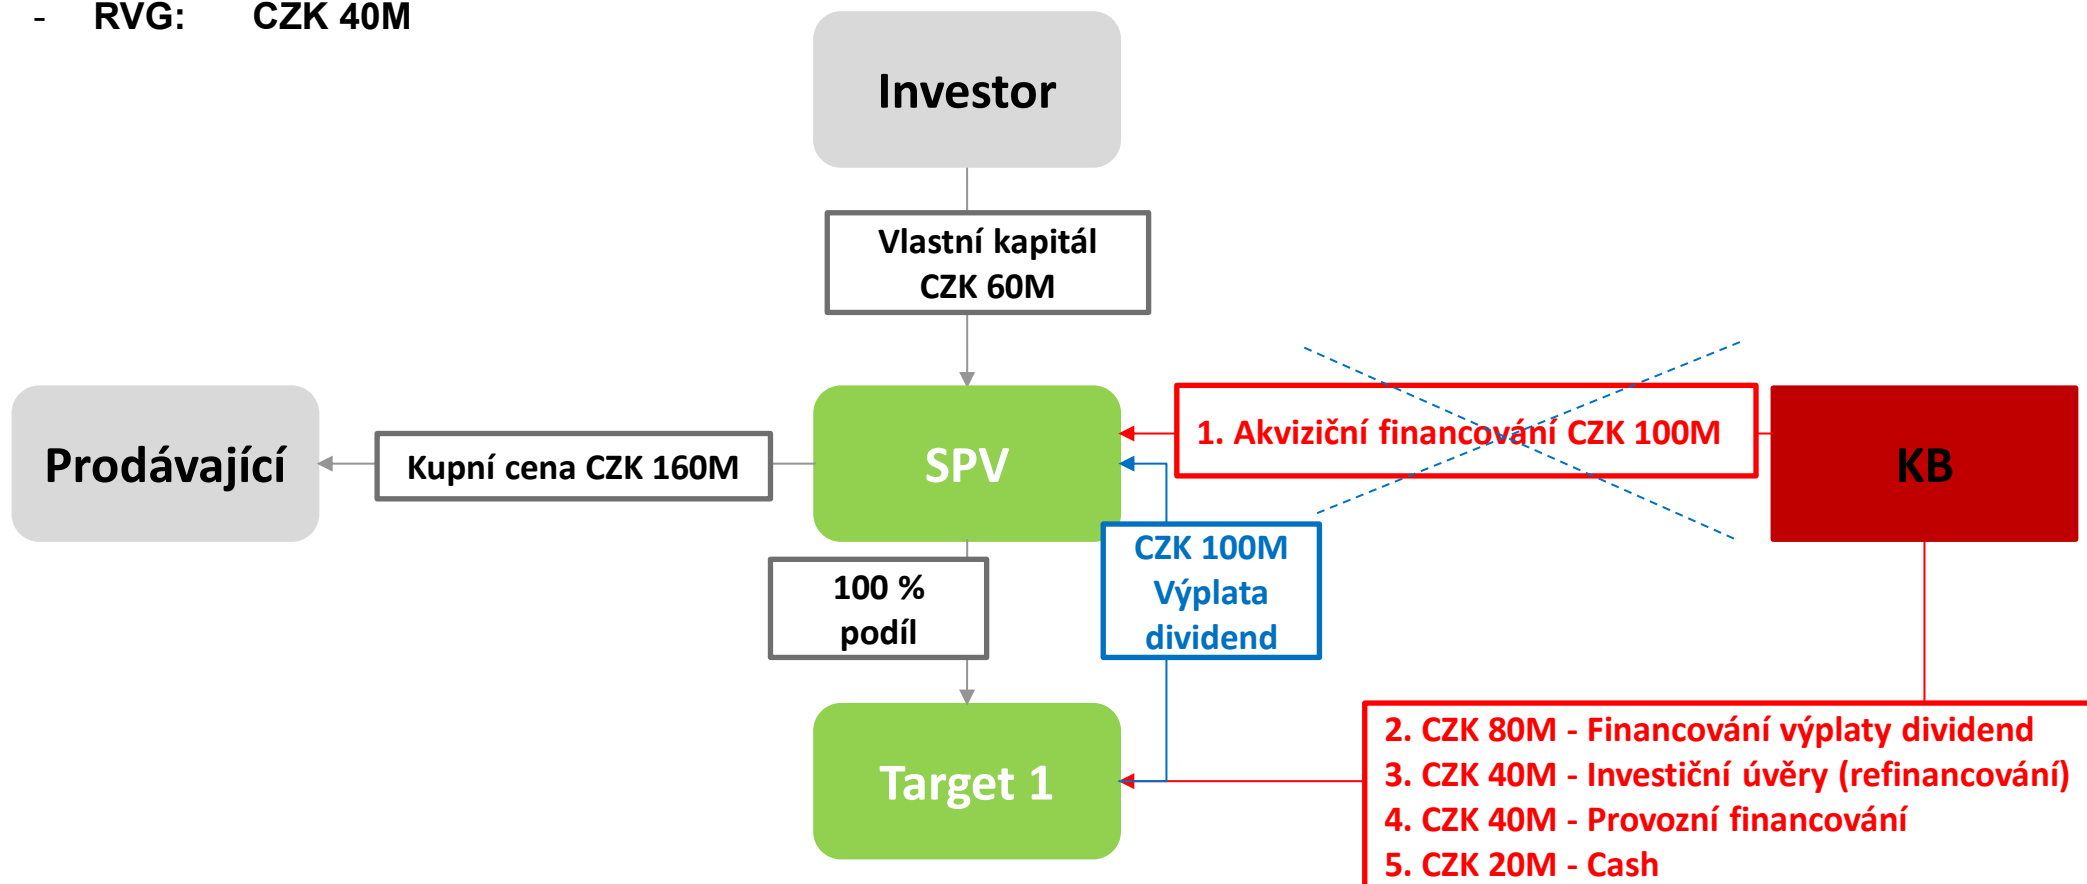 - RVG: CZK 40M
Investor
Vlastní kapitál
CZK 60M
Prodávající
Kupní cena CZK 160M
SPV
1. Akviziční financování CZK 100M
KB
100 %
podíl
CZK 100M
Výplata
dividend
Target 1
2. CZK 80M - Financování výplaty dividend
3. CZK 40M - Investiční úvěry (refinancování)
4. CZK 40M - Provozní financování
5. CZK 20M - Cash